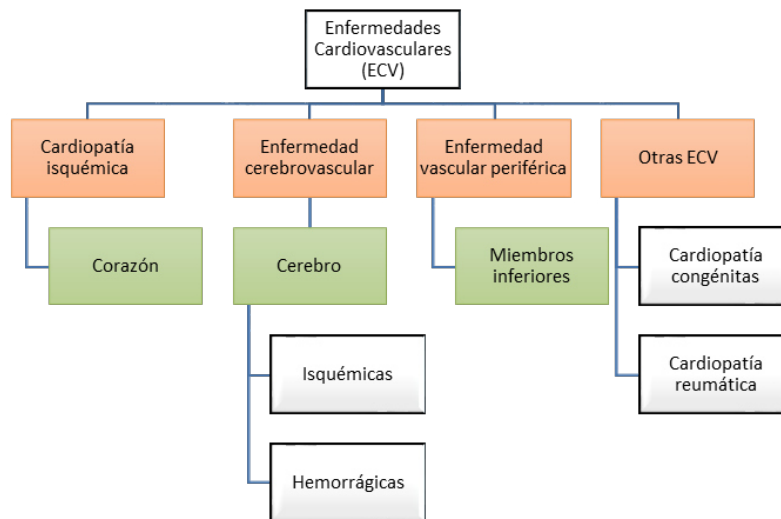 Enfermedades
Cardiovasculares
(ECV)
Cardiopatía
isquémica
Enfermedad
cerebrovascular
Enfermedad
vascular periférica
Otras ECV
Corazón
Cerebro
Miembros
inferiores
Cardiopatía
congénitas
Isquémicas
Cardiopatía
reumática
Hemorrágicas